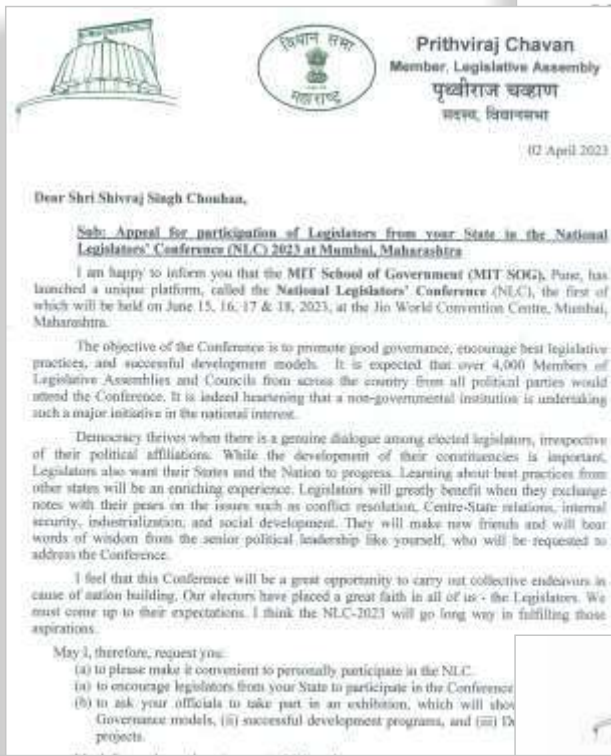 विधान सभा
महाराष्ट्र
Prithviraj Chavan
Member, Legislative Assembly
पृथ्वीराज चव्हाण
सदस्य, विधानसभा
02 April 2023
Dear Shri Shivraj Singh Chouhan,
Sub: Appeal for participation of Legislators from your State in the National
Legislators' Conference (NLC) 2023 at Mumbai, Maharashtra
I am happy to inform you that the MIT School of Government (MIT SOG), Pune, has
launched a unique platform, called the National Legislators' Conference (NLC), the first of
which will be held on June 15, 16, 17 & 18, 2023, at the Jio World Convention Centre, Mumbai,
Maharashtra.
The objective of the Conference is to promote good governance, encourage best legislative
practices, and successful development models. It is expected that over 4,000 Members of
Legislative Assemblies and Councils from across the country from all political parties would
attend the Conference. It is indeed heartening that a non-governmental institution is undertaking
such a major initiative in the national interest.
Democracy thrives when there is a genuine dialogue among elected legislators, irrespective
of their political affiliations. While the development of their constituencies is important,
Legislators also want their States and the Nation to progress. Learning about best practices from
other states will be an enriching experience. Legislators will greatly benefit when they exchange
notes with their peers on the issues such as conflict resolution, Centre-State relations, internal
security, industrialization, and social development. They will make new friends and will hear
words of wisdom from the senior political leadership like yourself, who will be requested to
address the Conference.
I feel that this Conference will be a great opportunity to carry out collective endeavors in
cause of nation building. Our electors have placed a great faith in all of us - the Legislators. We
must come up to their expectations. I think the NLC-2023 will go long way in fulfilling those
aspirations.
May I, therefore, request you:
(a) to please make it convenient to personally participate in the NLC.
(a) to encourage legislators from your State to participate in the Conference
(b) to ask your officials to take part in an exhibition, which will
Governance models, (ii) successful development programs, and (iii)
projects.